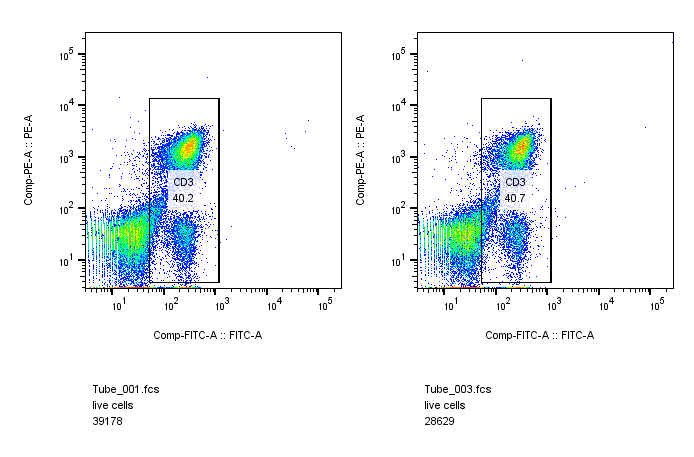 10^5
10^4
10^3
10^2
10^1
Comp-PE-A :: PE-A
CD3
40.2
10^1 10^2 10^3 10^4 10^5
Comp-FITC-A :: FITC-A
Tube_001.fcs
live cells
39178
10^5
10^4
10^3
10^2
10^1
Comp-PE-A :: PE-A
CD3
40.7
10^1 10^2 10^3 10^4 10^5
Comp-FITC-A :: FITC-A
Tube_003.fcs
live cells
28629